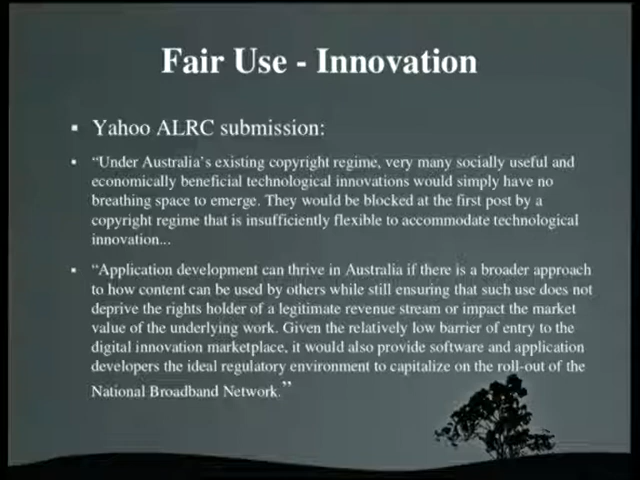 Fair Use - Innovation
▪ Yahoo ALRC submission:
▪ “Under Australia’s existing copyright regime, very many socially useful and
economically beneficial technological innovations would simply have no
breathing space to emerge. They would be blocked at the first post by a
copyright regime that is insufficiently flexible to accommodate technological
innovation...
▪ “Application development can thrive in Australia if there is a broader approach
to how content can be used by others while still ensuring that such use does not
deprive the rights holder of a legitimate revenue stream or impact the market
value of the underlying work. Given the relatively low barrier of entry to the
digital innovation marketplace, it would also provide software and application
developers the ideal regulatory environment to capitalize on the roll-out of the
National Broadband Network.”